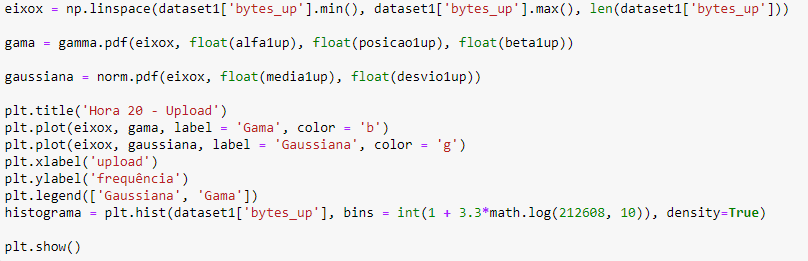 eixox = np.linspace(dataset1['bytes_up'].min(), dataset1['bytes_up'].max(), len(dataset1['bytes_up']))
gama = gamma.pdf(eixox, float(alfa1up), float(posicao1up), float(beta1up))
gaussiana = norm.pdf(eixox, float(media1up), float(desvio1up))
plt.title('Hora 20 - Upload')
plt.plot(eixox, gama, label = 'Gama', color = 'b')
plt.plot(eixox, gaussiana, label = 'Gaussiana', color = 'g')
plt.xlabel('upload')
plt.ylabel('frequência')
plt.legend(['Gaussiana', 'Gama'])
histograma = plt.hist(dataset1['bytes_up'], bins = int(1 + 3.3*math.log(212608, 10)), density=True)
plt.show()